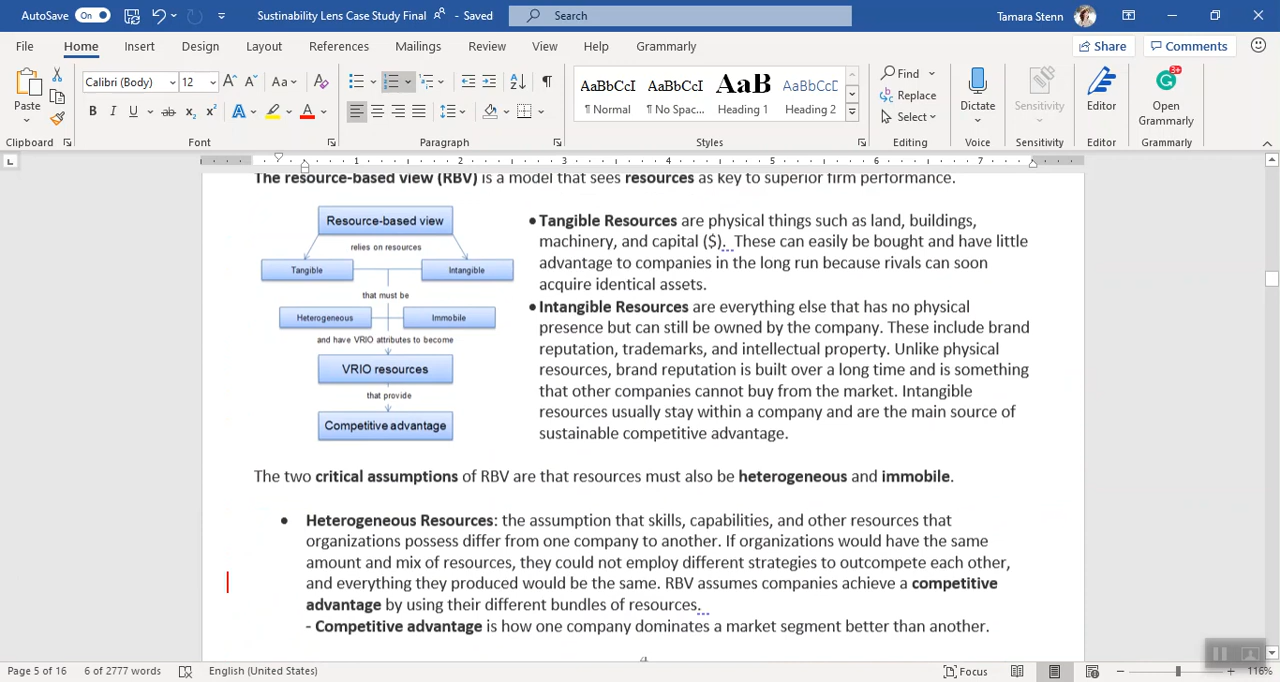 AutoSave On Sustinability Lens Case Study Final - Saved Search Tamara Stenn
File Home Insert Design Layout References Mailings Review View Help Grammarly Share Comments
Paste Calibri (Body) 12 A A Aa A
B I U ab x2 x2 A A
AaBbCcI AaBbCcI AaBbC AaBbCcD
¶ Normal ¶ No Spac... Heading 1 Heading 2
Find
Replace
Select
Dictate Sensitivity Editor Open Grammarly
Clipboard Font Paragraph Styles Editing Voice Sensitivity Editor Grammarly
1 2 3 4 5 6 7
The resource-based view (RBV) is a model that sees resources as key to superior firm performance.
Resource-based view
relies on resources
Tangible Intangible
that must be
Heterogeneous Immobile
and have VRIO attributes to become
VRIO resources
that provide
Competitive advantage
• Tangible Resources are physical things such as land, buildings,
machinery, and capital ($). These can easily be bought and have little
advantage to companies in the long run because rivals can soon
acquire identical assets.
• Intangible Resources are everything else that has no physical
presence but can still be owned by the company. These include brand
reputation, trademarks, and intellectual property. Unlike physical
resources, brand reputation is built over a long time and is something
that other companies cannot buy from the market. Intangible
resources usually stay within a company and are the main source of
sustainable competitive advantage.
The two critical assumptions of RBV are that resources must also be heterogeneous and immobile.
• Heterogeneous Resources: the assumption that skills, capabilities, and other resources that
organizations possess differ from one company to another. If organizations would have the same
amount and mix of resources, they could not employ different strategies to outcompete each other,
and everything they produced would be the same. RBV assumes companies achieve a competitive
advantage by using their different bundles of resources.
- Competitive advantage is how one company dominates a market segment better than another.
Page 5 of 16 6 of 2777 words English (United States) Focus 116%